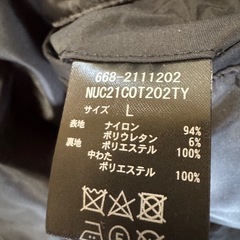 668-2111202
NUC21COT202TY
サイズ L
表地 ナイロン 94%
ポリウレタン 6%
裏地 ポリエステル 100%
中わた
ポリエステル 100%